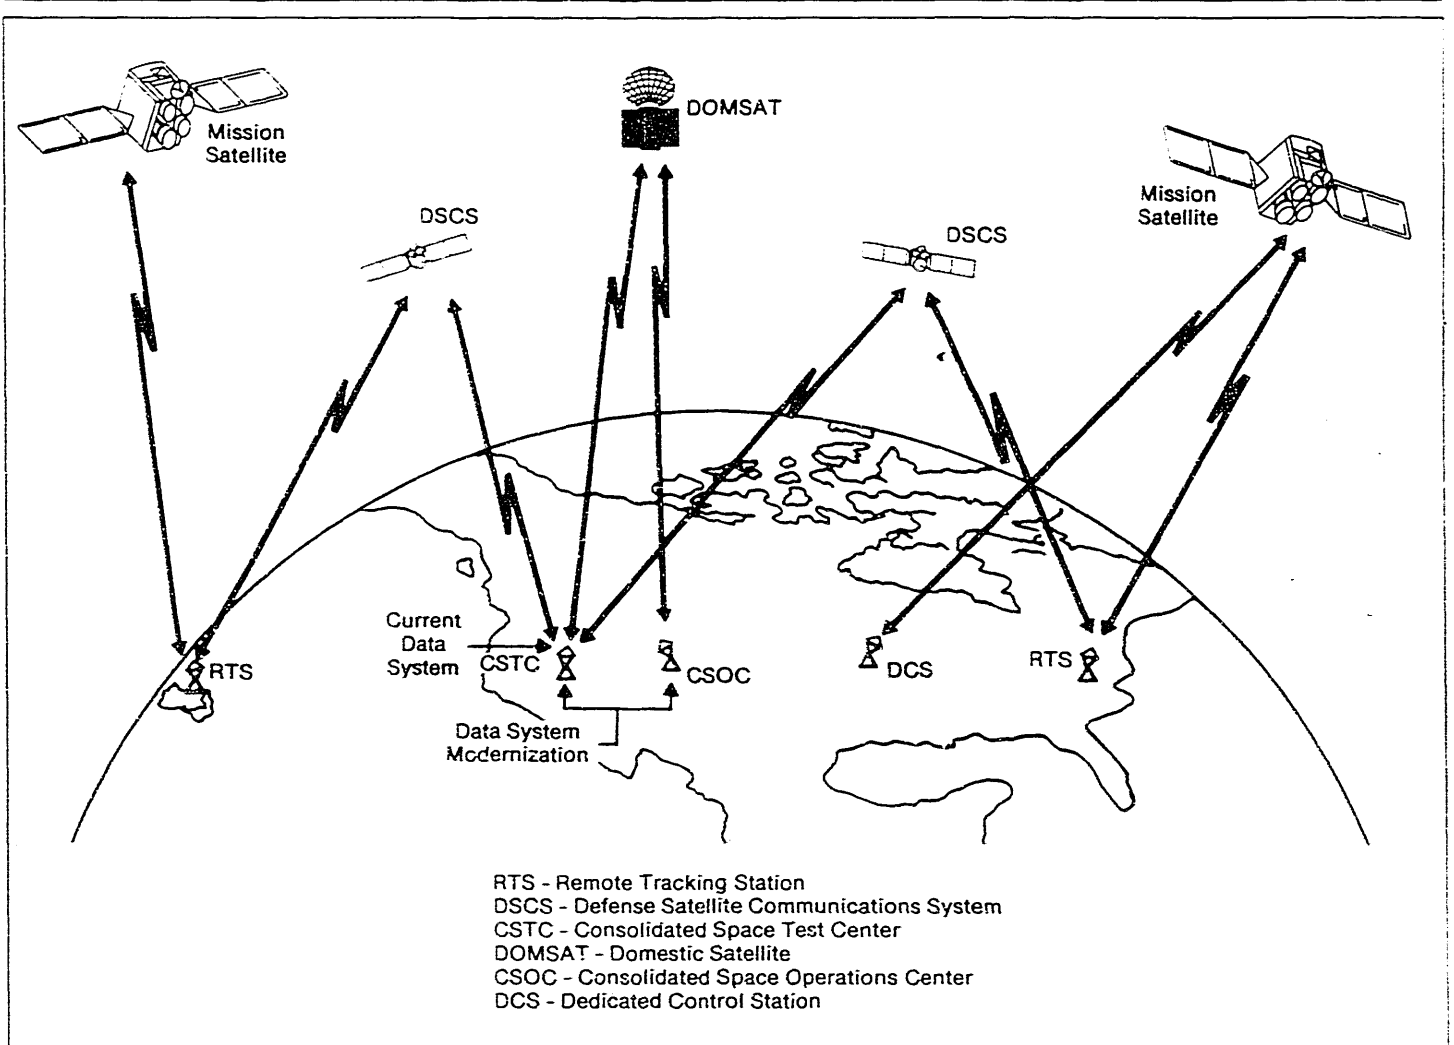 DOMSAT
Mission
Satellite
Mission
Satellite
DSCS
DSCS
Current
Data
System
CSTC
RTS
CSOC
DCS
RTS
Data System
Modernization
RTS - Remote Tracking Station
DSCS - Defense Satellite Communications System
CSTC - Consolidated Space Test Center
DOMSAT - Domestic Satellite
CSOC - Consolidated Space Operations Center
DCS - Dedicated Control Station